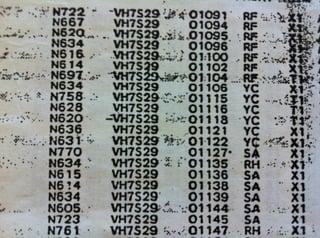 N722 VH7S29 01091 RF X1
N667 VH7S29 01094 RF X1
N620 VH7S29 01095 RF
N634 VH7S29 01096 RF X1
N616 VH7S29 01100 RF X1
N614 VH7S29 RF X1
N697 VH7S29 01104 RF X1
N634 VH7S29 01106 YC X1
N758 VH7S29 01115 YC X1
N628 VH7S29 01116 YC X1
N620 VH7S29 01118 YC
N636 VH7S29 01121 YC X1
N631 VH7S29 01122 YC X1
N770 VH7S29 01127 SA X1
N634 VH7S29 01135 RH X1
N615 VH7S29 01136 SA X1
N614 VH7S29 01138 SA X1
N634 VH7S29 01139 SA X1
N605 VH7S29 01144 SA X1
N723 VH7S29 01145 SA X1
N761 VH7S29 01147 RH X1